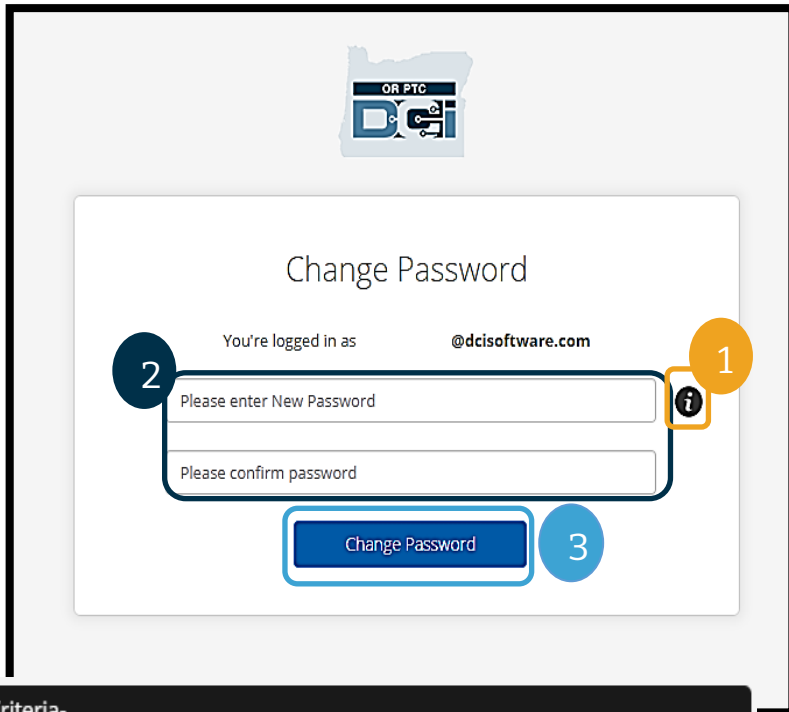 OR PTC
DCi
Change Password
You're logged in as @dcisoftware.com
1
2
Please enter New Password
i
Please confirm password
Change Password
3